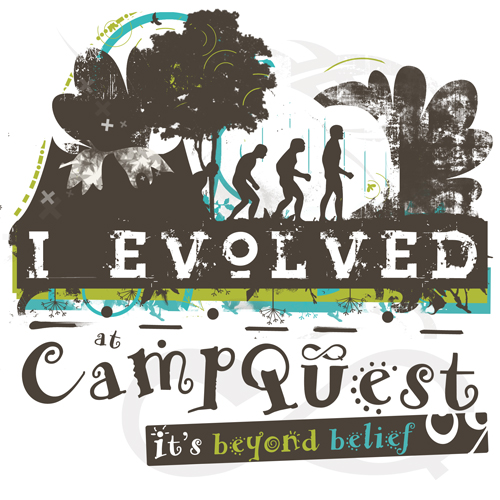 I EVOLVED
at
CampQuest
it's beyond belief